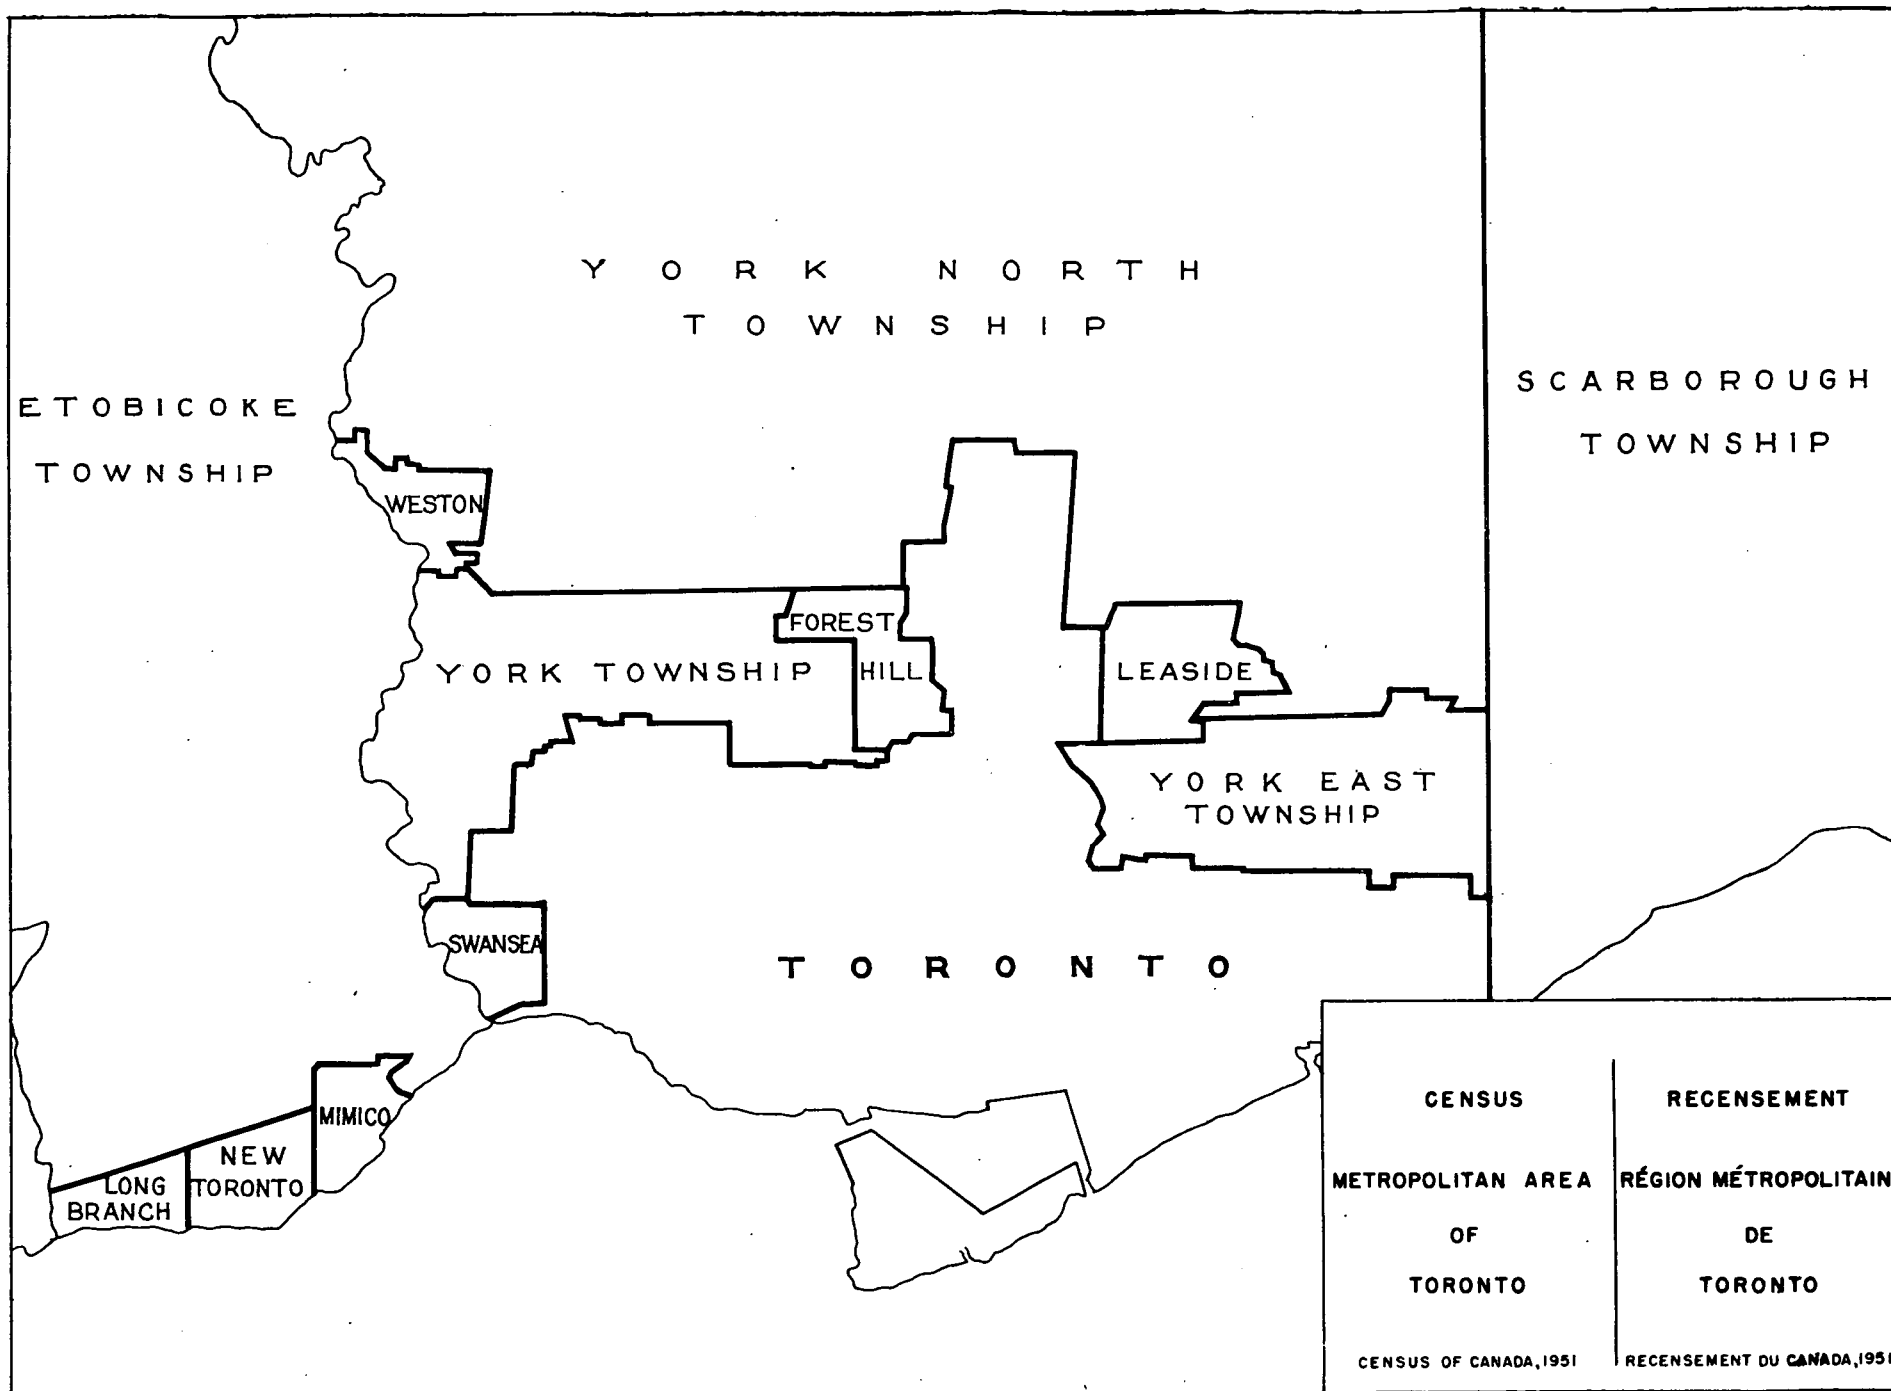 YORK NORTH
TOWNSHIP
ETOBICOKE
TOWNSHIP
SCARBOROUGH
TOWNSHIP
WESTON
FOREST
HILL
YORK TOWNSHIP
LEASIDE
YORK EAST
TOWNSHIP
SWANSEA
TORONTO
MIMICO
NEW
TORONTO
LONG
BRANCH
CENSUS
METROPOLITAN AREA
OF
TORONTO
CENSUS OF CANADA, 1951
RECENSEMENT
RÉGION MÉTROPOLITAIN
DE
TORONTO
RECENSEMENT DU CANADA, 1951